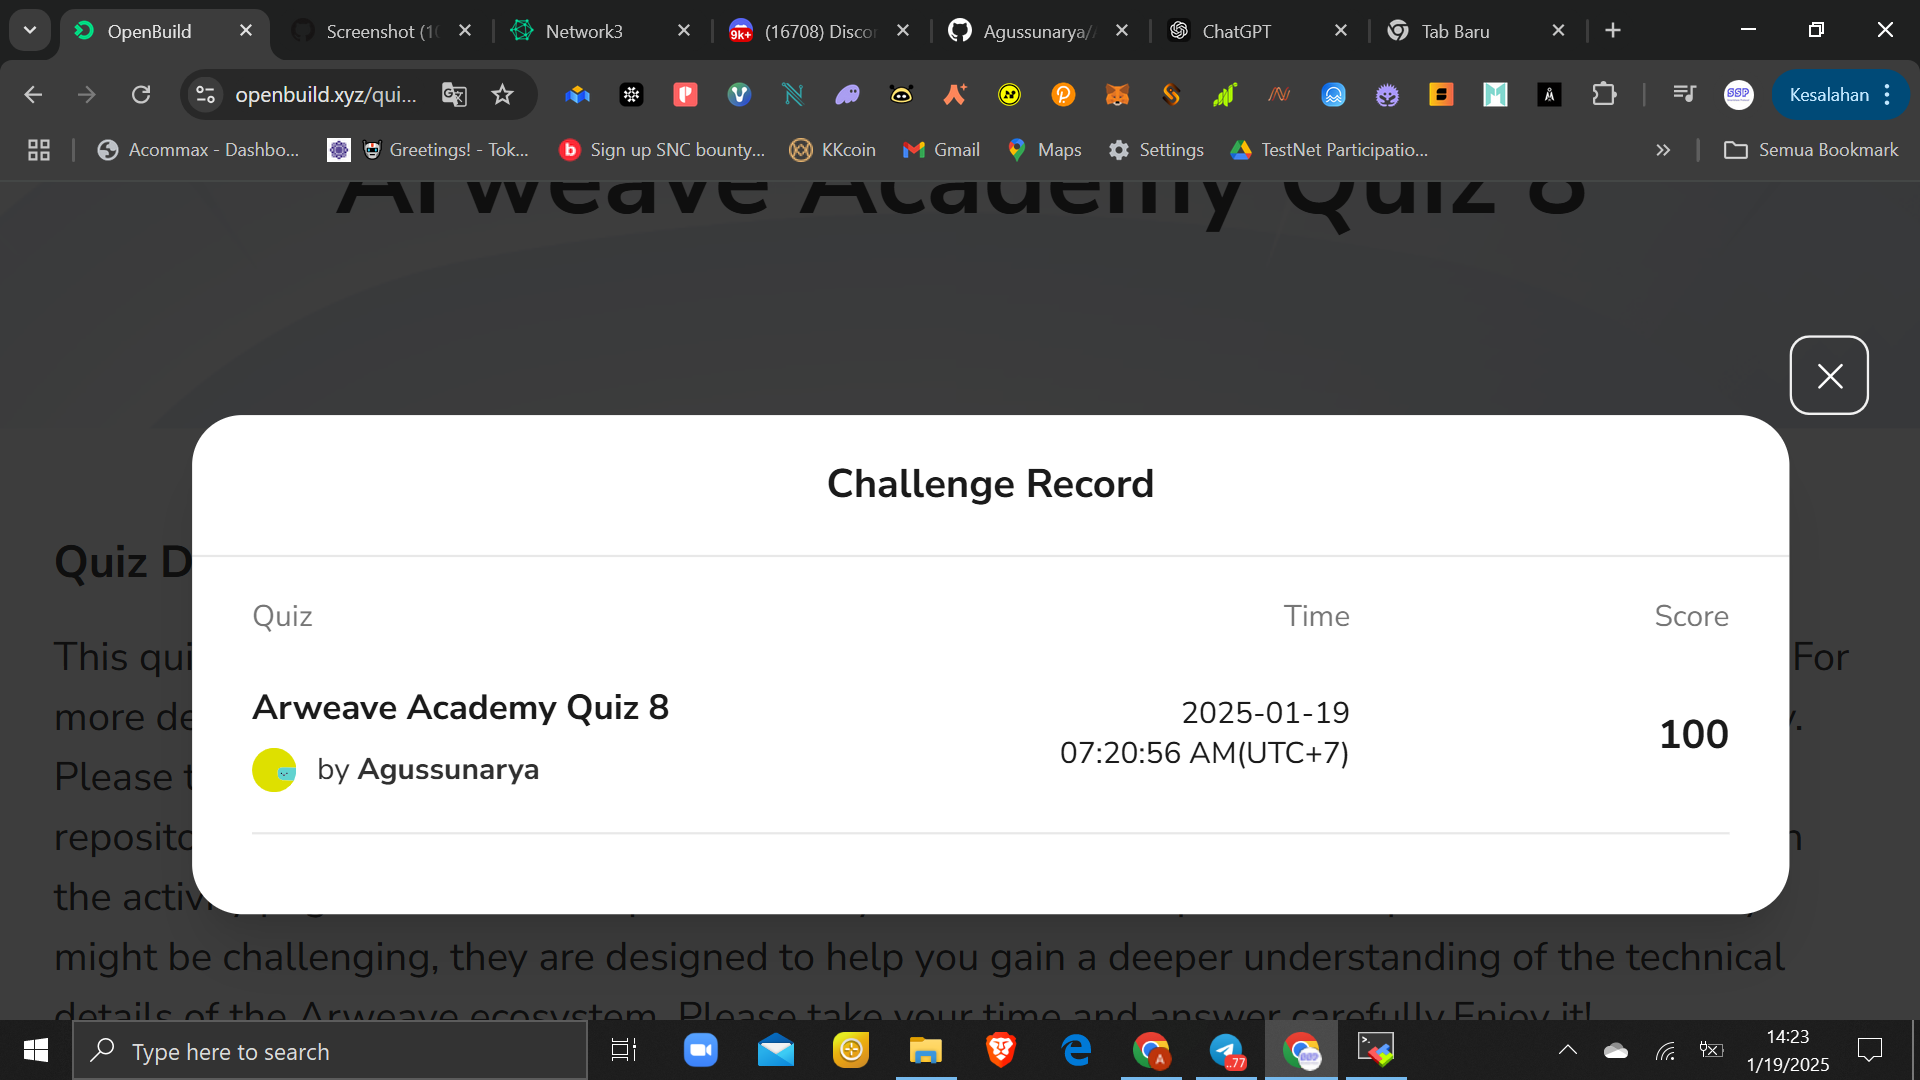 OpenBuild
Screenshot (10
Network3
9k+
(16708) Discor
Agussunarya/A
ChatGPT
Tab Baru
openbuild.xyz/qui...
SSP
Kesalahan
Acommax - Dashbo...
Greetings! - Tok...
Sign up SNC bounty...
KKcoin
Gmail
Maps
Settings
TestNet Participatio...
Semua Bookmark
Arweave Academy Quiz 8
Challenge Record
Quiz D
Quiz
Time
Score
This qui
For
Arweave Academy Quiz 8
2025-01-19
07:20:56 AM(UTC+7)
100
by Agussunarya
more de
y.
Please t
reposito
n
the activ
might be challenging, they are designed to help you gain a deeper understanding of the technical
details of the Arweave ecosystem. Please take your time and answer carefully.Enjoy it!
Type here to search
A
..77
14:23
1/19/2025